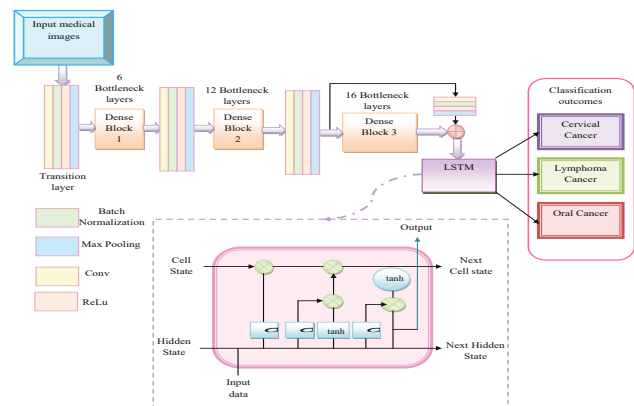 Input medical
images
6
Bottleneck
layers
12 Bottleneck
layers
16 Bottleneck
layers
Dense
Block
1
Dense
Block
2
Dense
Block 3
Transition
layer
LSTM
Classification
outcomes
Cervical
Cancer
Lymphoma
Cancer
Oral Cancer
Batch
Normalization
Max Pooling
Conv
ReLu
Output
Cell
State
Next
Cell state
tanh
σ
σ
tanh
σ
Hidden
State
Next Hidden
State
Input
data